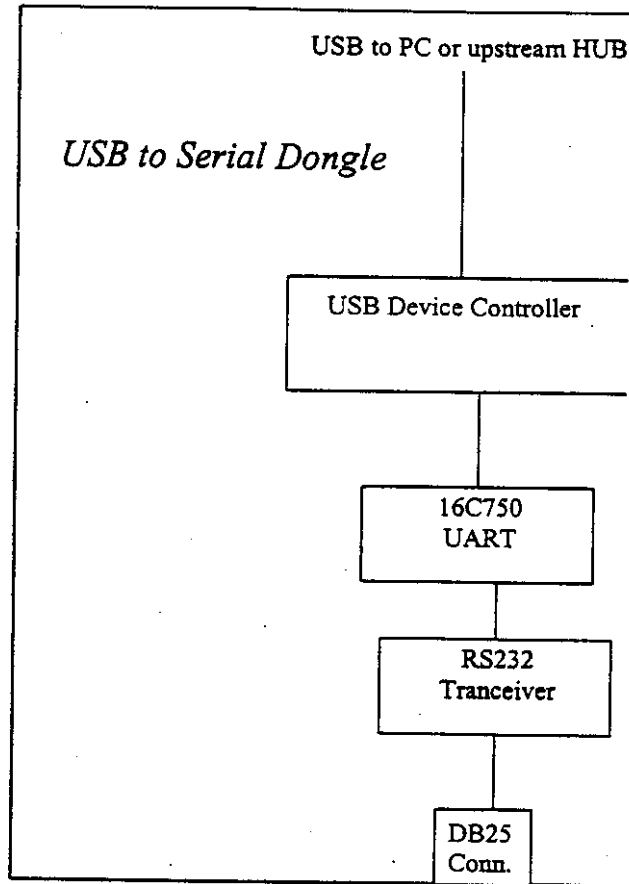 USB to PC or upstream HUB
USB to Serial Dongle
USB Device Controller
16C750
UART
RS232
Tranceiver
DB25
Conn.